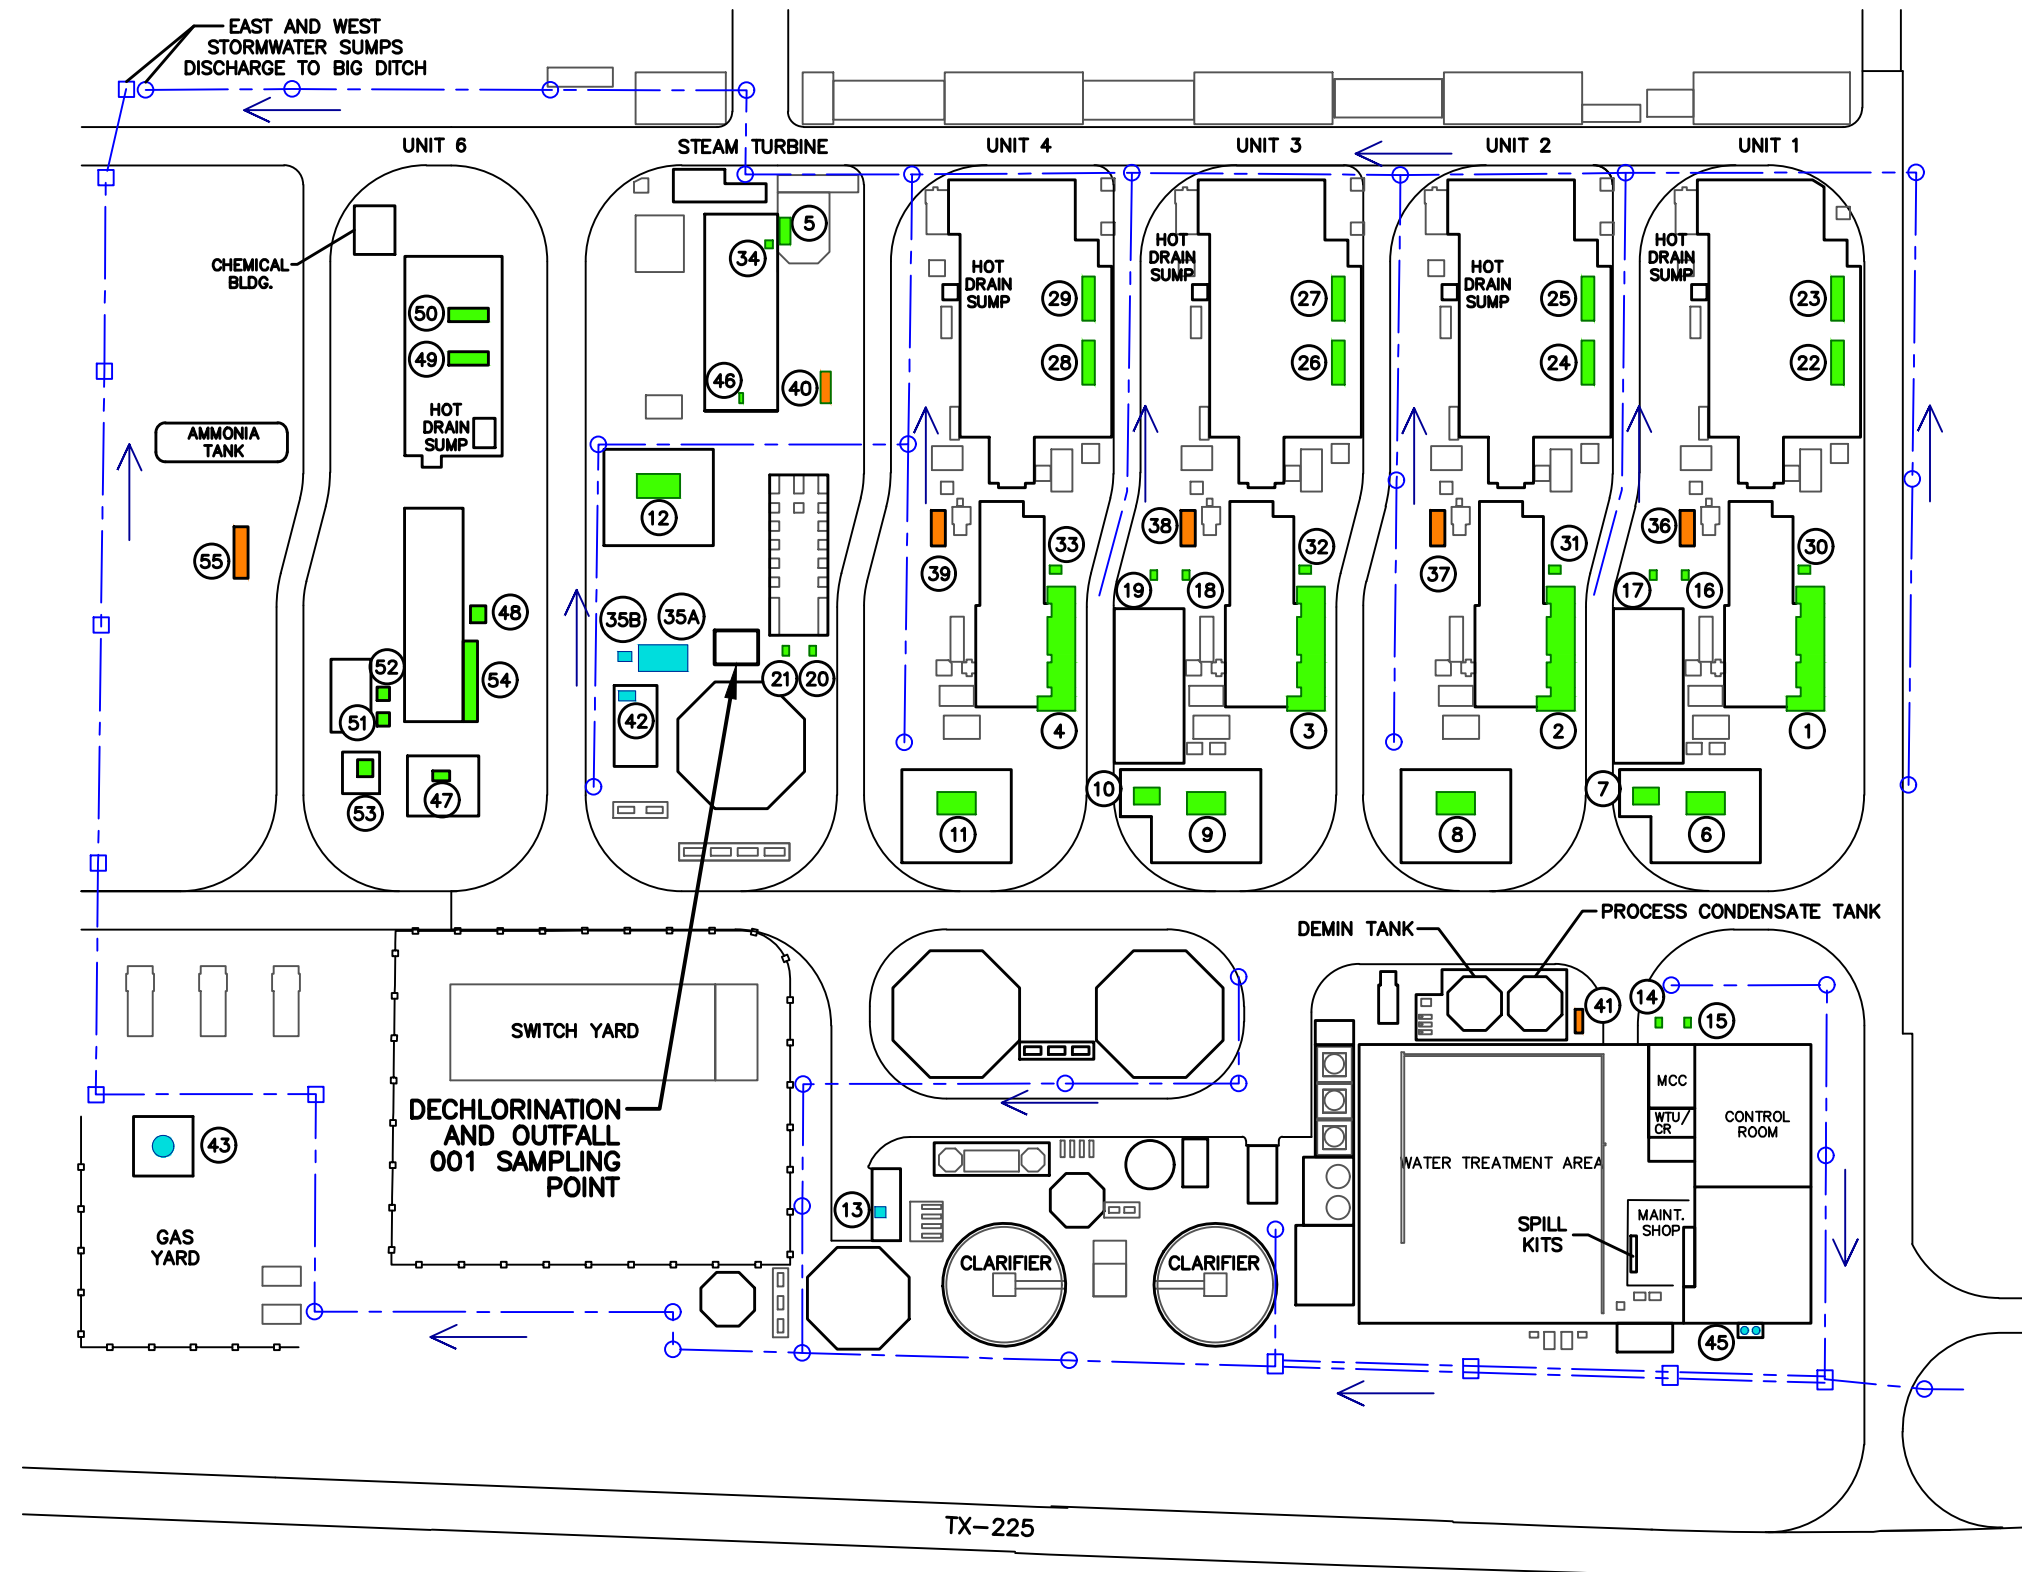 EAST AND WEST
STORMWATER SUMPS
DISCHARGE TO BIG DITCH
UNIT 6
STEAM TURBINE
UNIT 4
UNIT 3
UNIT 2
UNIT 1
CHEMICAL
BLDG.
5
34
HOT
DRAIN
SUMP
HOT
DRAIN
SUMP
HOT
DRAIN
SUMP
HOT
DRAIN
SUMP
50
49
29
28
27
26
25
24
23
22
46
40
HOT
DRAIN
SUMP
AMMONIA
TANK
12
55
39
33
38
32
37
31
36
30
19
18
17
16
48
35B
35A
52
54
21
20
51
42
4
3
2
1
53
47
10
7
11
9
8
6
DEMIN TANK
PROCESS CONDENSATE TANK
41
14
15
SWITCH YARD
MCC
WTU/
CR
CONTROL
ROOM
DECHLORINATION
AND OUTFALL
001 SAMPLING
POINT
43
WATER TREATMENT AREA
13
MAINT.
SHOP
SPILL
KITS
GAS
YARD
CLARIFIER
CLARIFIER
45
TX-225